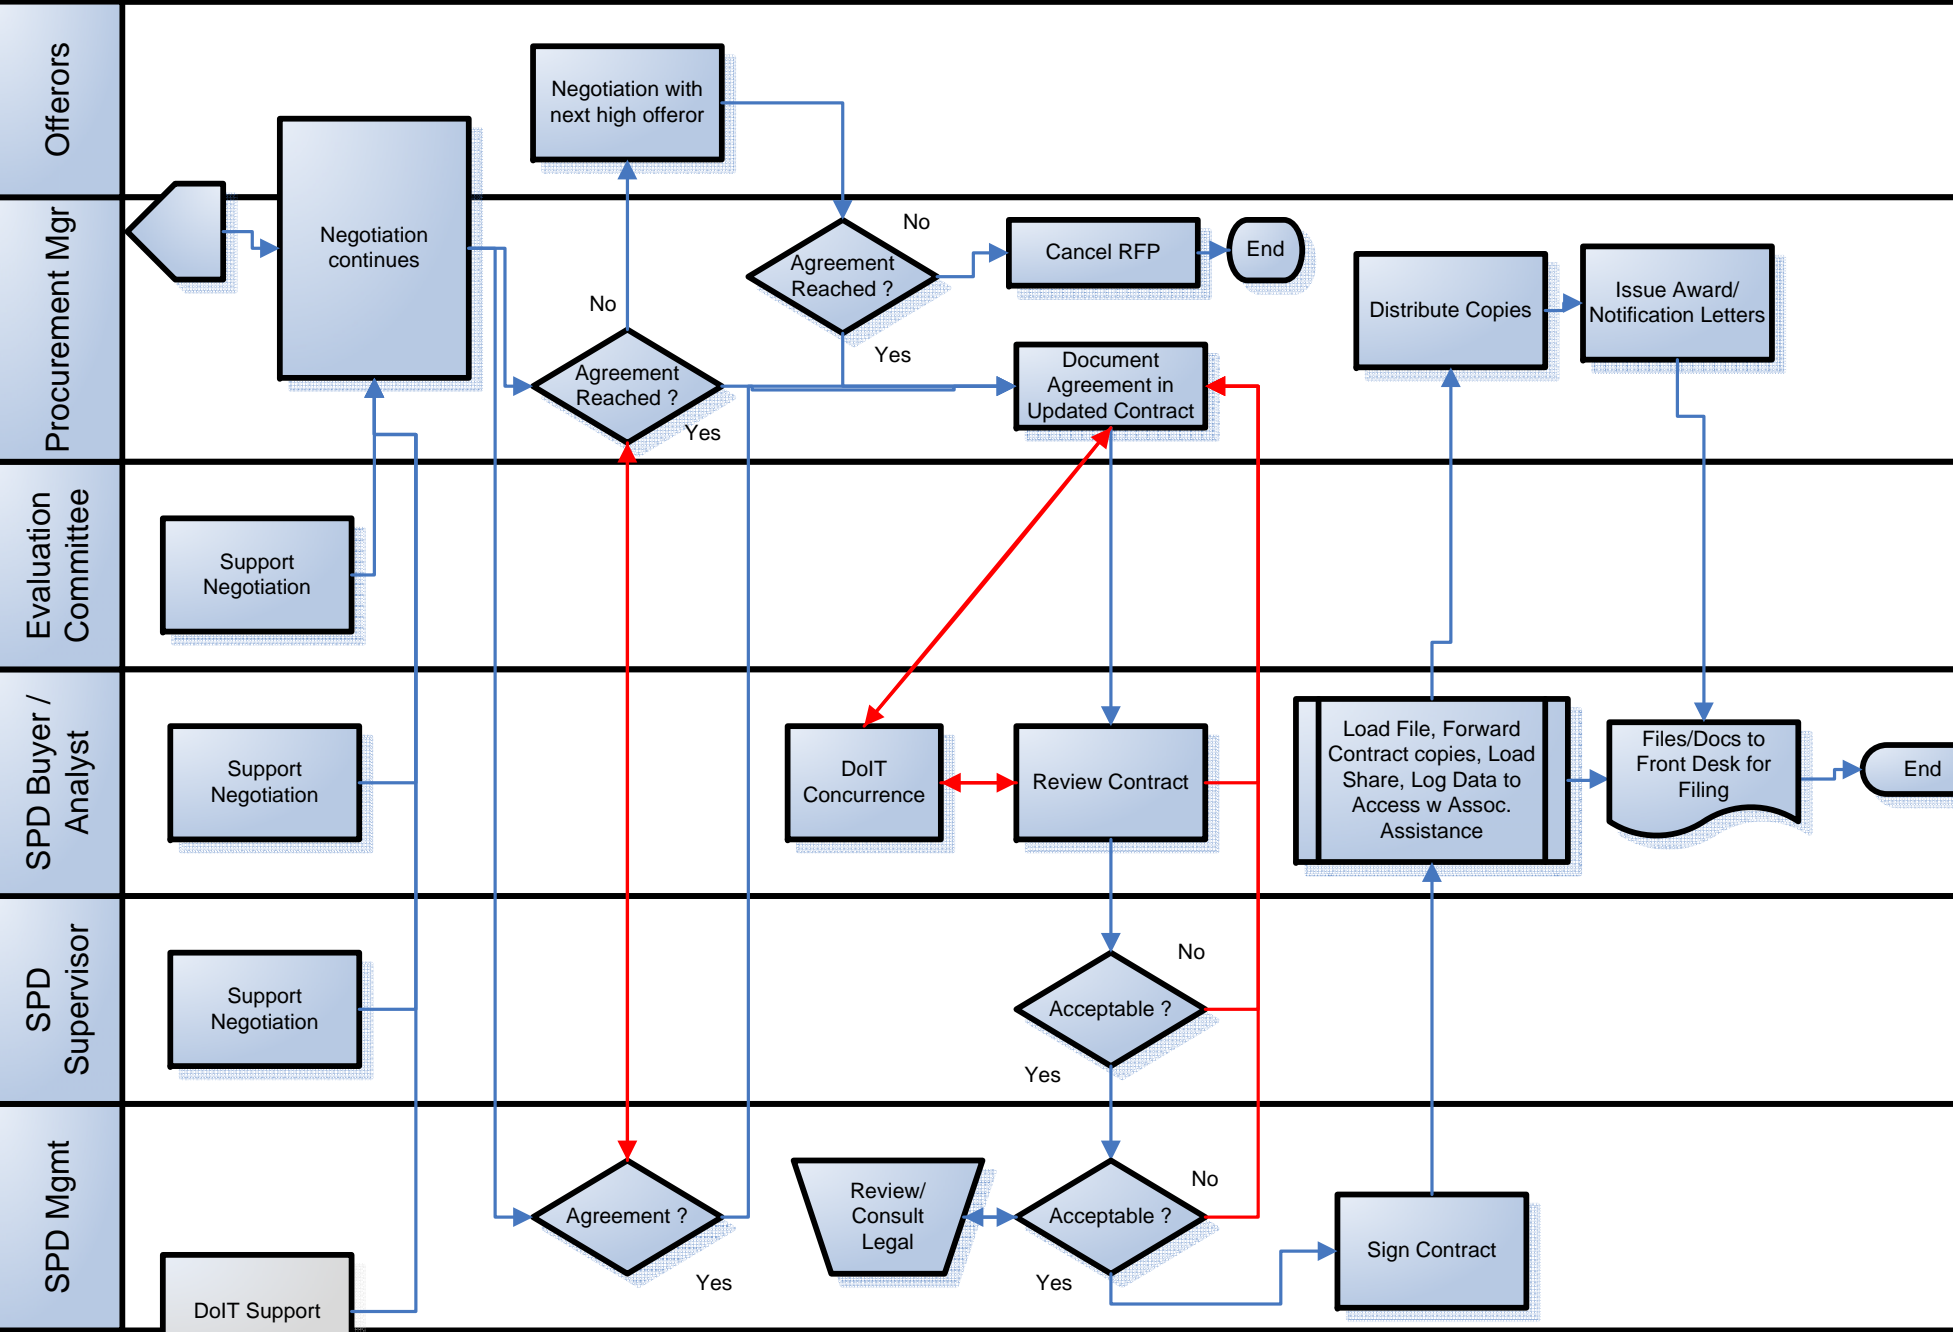 Offerors
Negotiation with
next high offeror
Procurement Mgr
Negotiation
continues
No
Agreement
Reached ?
Yes
Agreement
Reached ?
No
Yes
Cancel RFP
End
Document
Agreement in
Updated Contract
Distribute Copies
Issue Award/
Notification Letters
Evaluation
Committee
Support
Negotiation
SPD Buyer /
Analyst
Support
Negotiation
DoIT
Concurrence
Review Contract
Load File, Forward
Contract copies, Load
Share, Log Data to
Access w Assoc.
Assistance
Files/Docs to
Front Desk for
Filing
End
SPD
Supervisor
Support
Negotiation
Acceptable ?
No
Yes
SPD Mgmt
DoIT Support
Agreement ?
Yes
Review/
Consult
Legal
Acceptable ?
No
Yes
Sign Contract